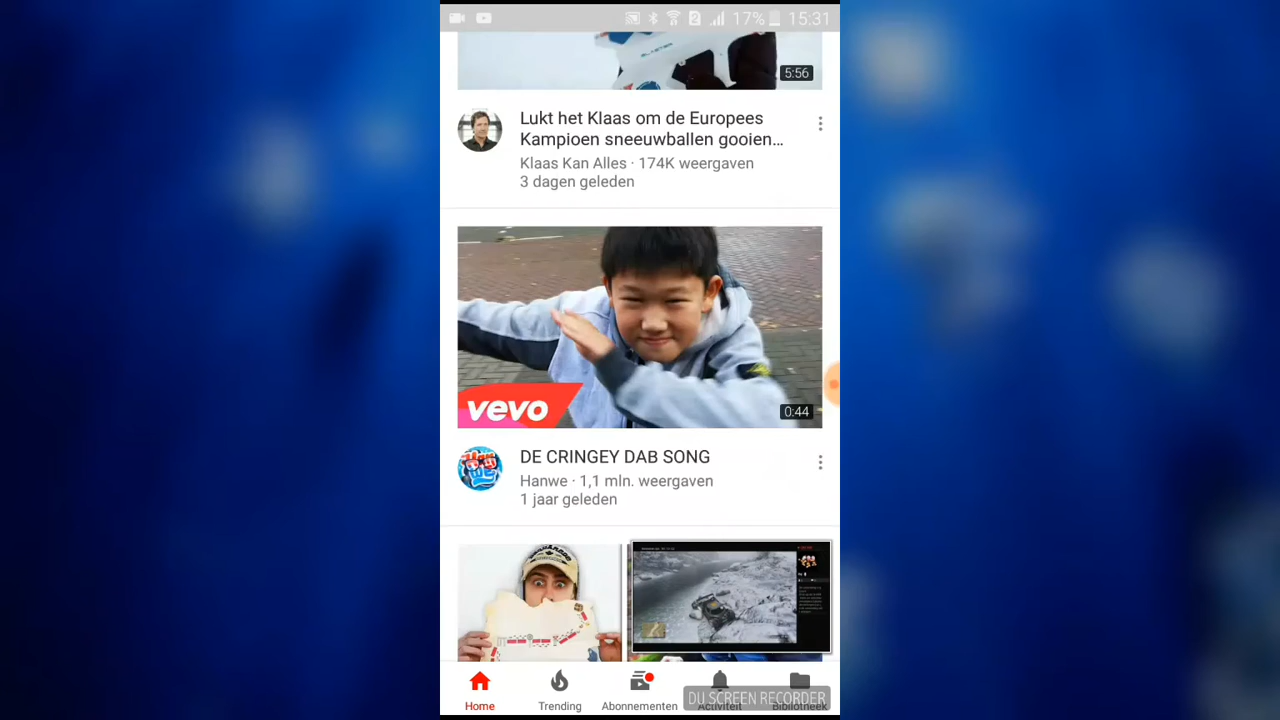 17% 15:31
5:56
Lukt het Klaas om de Europees
Kampioen sneeuwballen gooien...
Klaas Kan Alles · 174K weergaven
3 dagen geleden
vevo
0:44
DE CRINGEY DAB SONG
Hanwe · 1,1 mln. weergaven
1 jaar geleden
DU SCREEN RECORDER
Home Trending Abonnementen Activiteit Bibliotheek